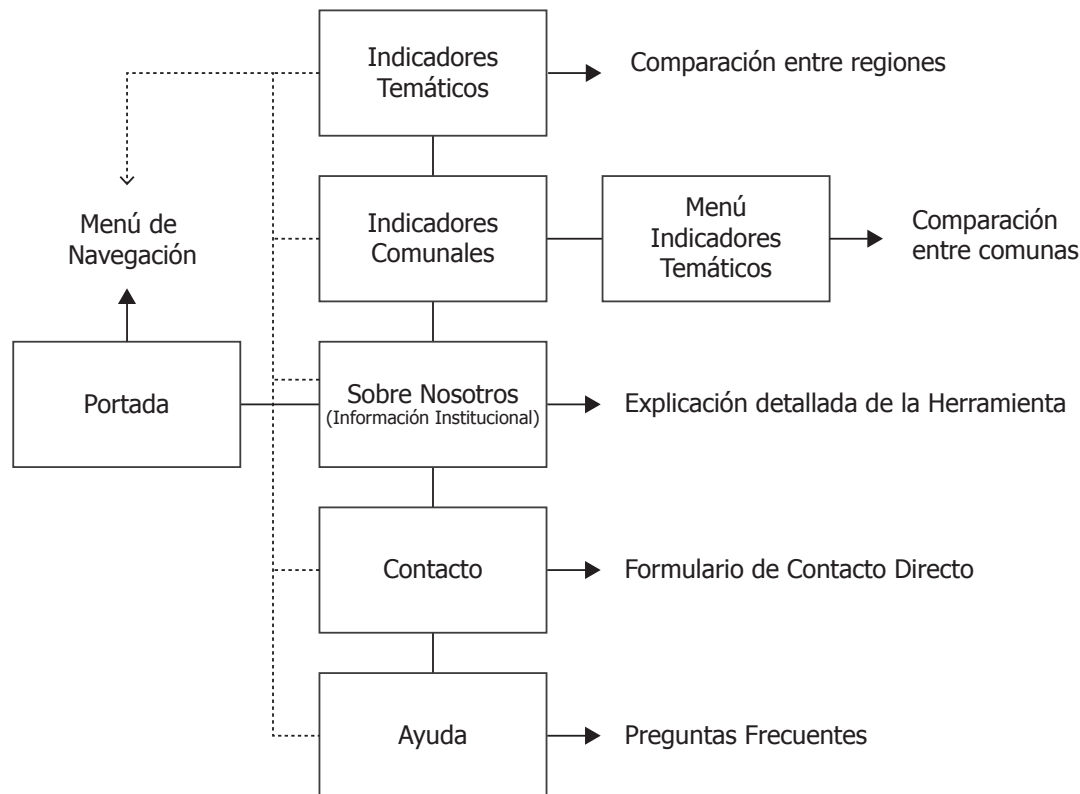 Indicadores
Temáticos
Comparación entre regiones
Menú de
Navegación
Indicadores
Comunales
Menú
Indicadores
Temáticos
Comparación
entre comunas
Portada
Sobre Nosotros
(Información Institucional)
Explicación detallada de la Herramienta
Contacto
Formulario de Contacto Directo
Ayuda
Preguntas Frecuentes